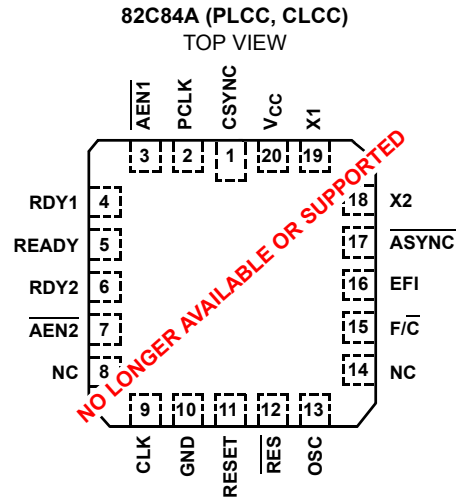 82C84A (PLCC, CLCC)
TOP VIEW
AEN1
PCLK
CSYNC
VCC
X1
3
2
1
20
19
RDY1
4
18
X2
READY
5
17
ASYNC
RDY2
6
16
EFI
AEN2
7
15
F/C
NC
8
14
NC
NO LONGER AVAILABLE OR SUPPORTED
9
10
11
12
13
CLK
GND
RESET
RES
OSC